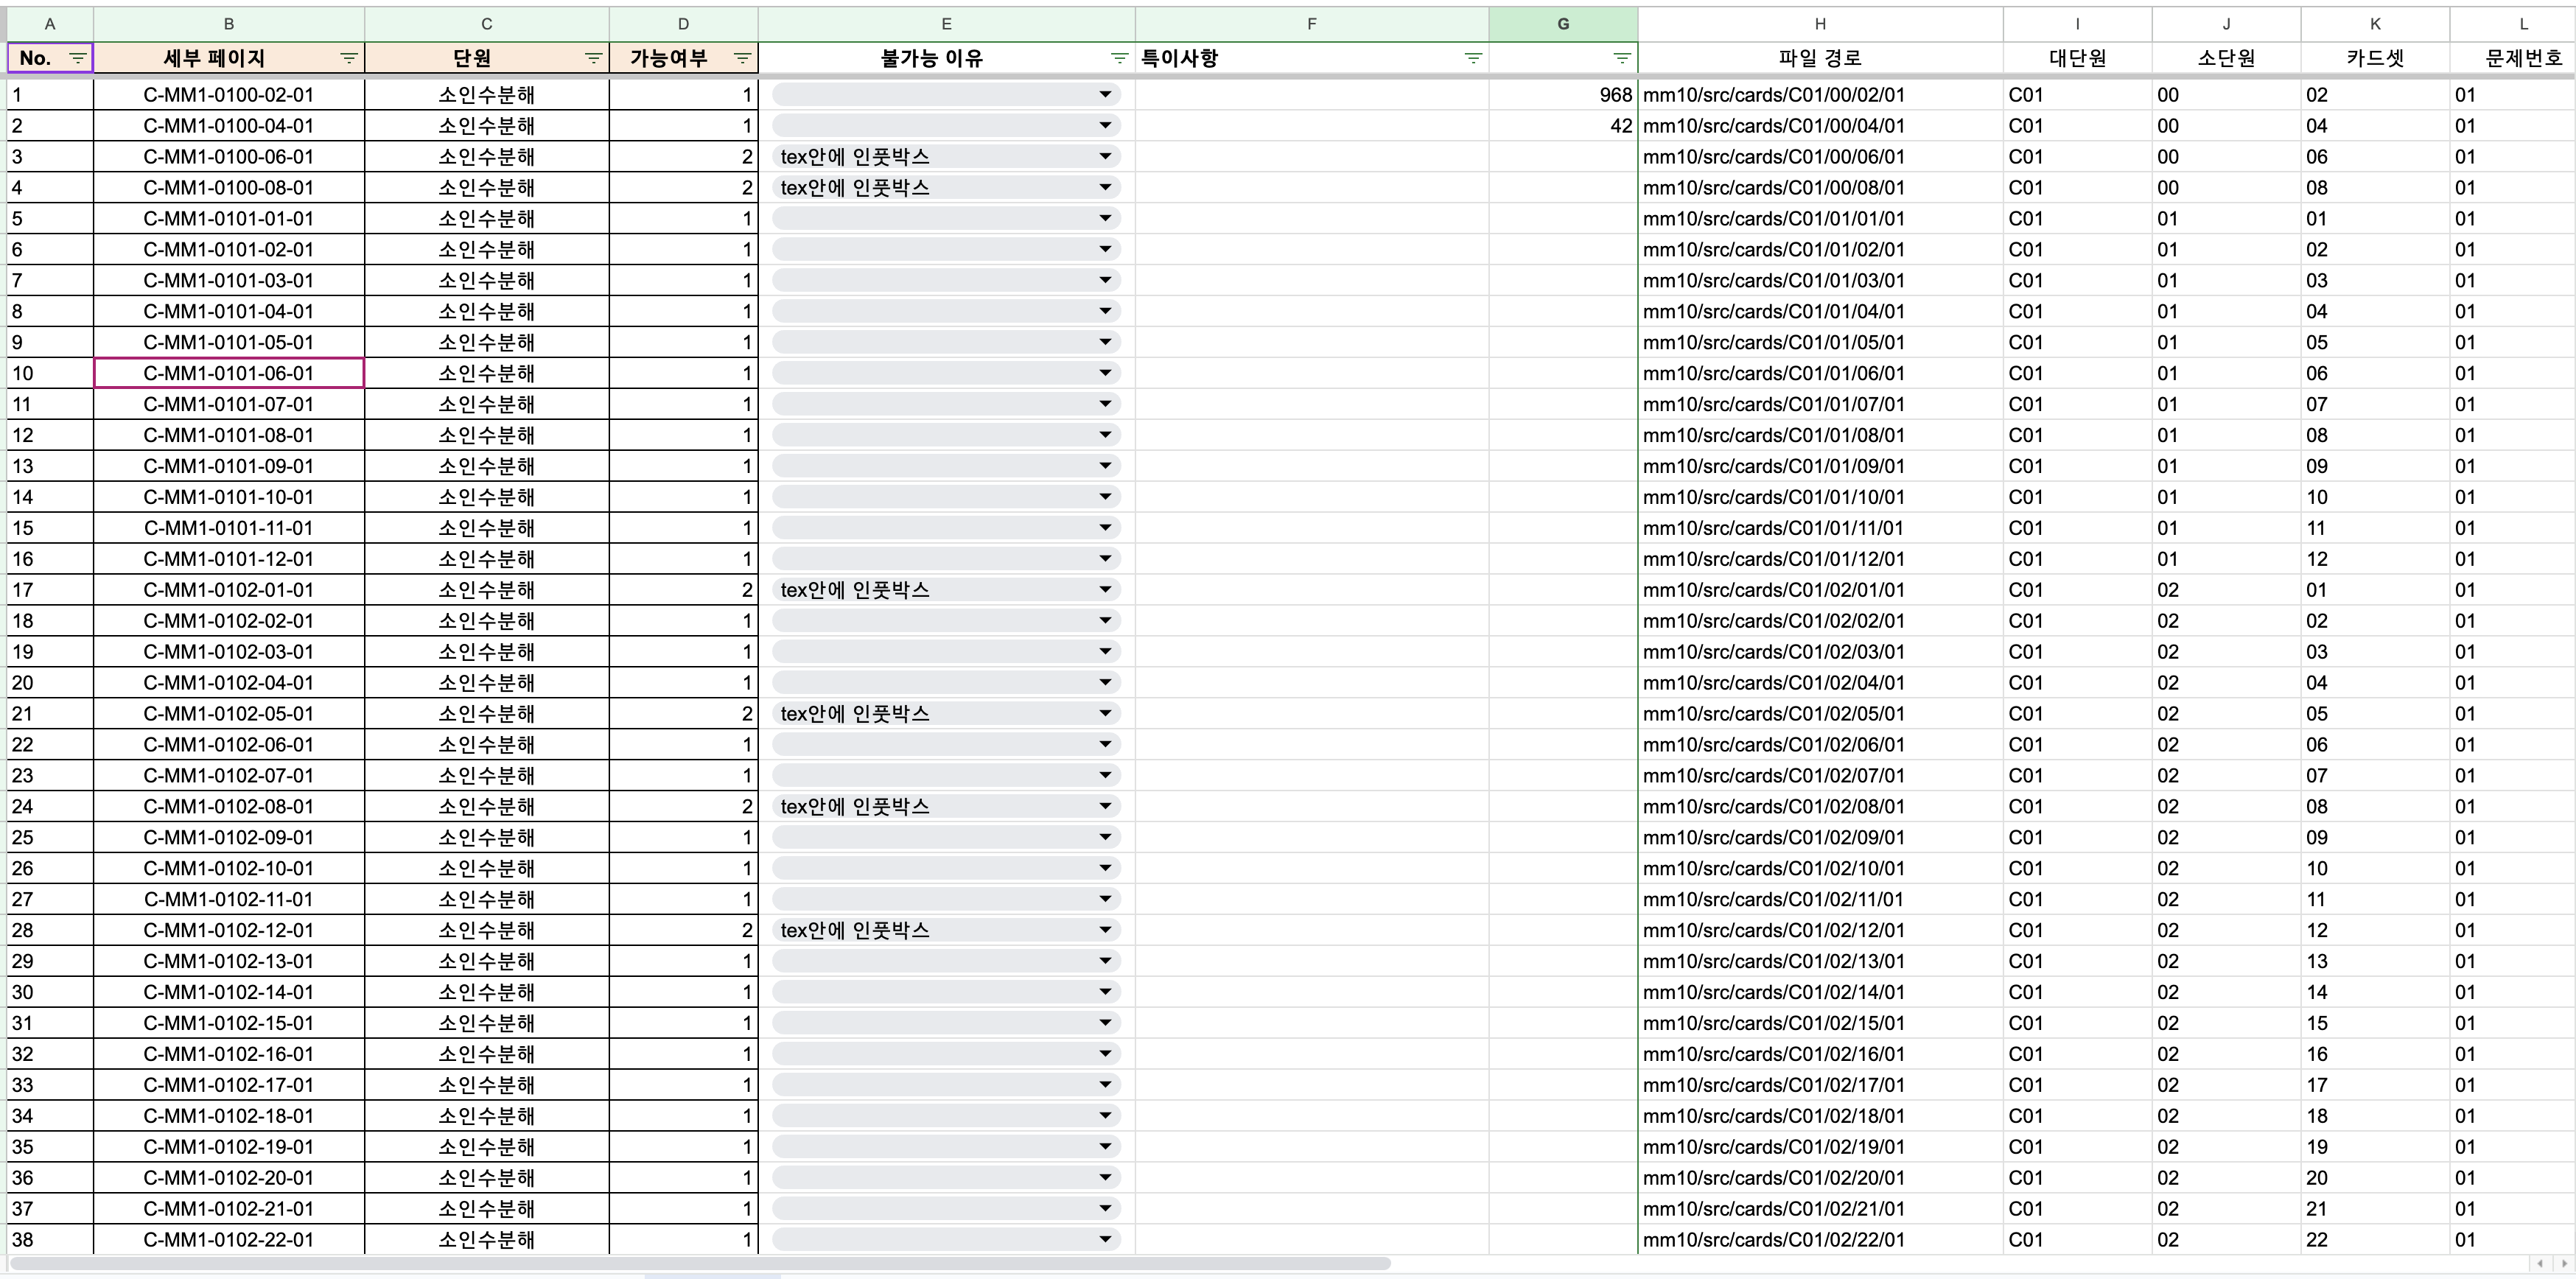 A B C D E F G H I J K L
No. 세부 페이지 단원 가능여부 불가능 이유 특이사항 파일 경로 대단원 소단원 카드셋 문제번호
1 C-MM1-0100-02-01 소인수분해 1 968 mm10/src/cards/C01/00/02/01 C01 00 02 01
2 C-MM1-0100-04-01 소인수분해 1 42 mm10/src/cards/C01/00/04/01 C01 00 04 01
3 C-MM1-0100-06-01 소인수분해 2 tex안에 인풋박스 mm10/src/cards/C01/00/06/01 C01 00 06 01
4 C-MM1-0100-08-01 소인수분해 2 tex안에 인풋박스 mm10/src/cards/C01/00/08/01 C01 00 08 01
5 C-MM1-0101-01-01 소인수분해 1 mm10/src/cards/C01/01/01/01 C01 01 01 01
6 C-MM1-0101-02-01 소인수분해 1 mm10/src/cards/C01/01/02/01 C01 01 02 01
7 C-MM1-0101-03-01 소인수분해 1 mm10/src/cards/C01/01/03/01 C01 01 03 01
8 C-MM1-0101-04-01 소인수분해 1 mm10/src/cards/C01/01/04/01 C01 01 04 01
9 C-MM1-0101-05-01 소인수분해 1 mm10/src/cards/C01/01/05/01 C01 01 05 01
10 C-MM1-0101-06-01 소인수분해 1 mm10/src/cards/C01/01/06/01 C01 01 06 01
11 C-MM1-0101-07-01 소인수분해 1 mm10/src/cards/C01/01/07/01 C01 01 07 01
12 C-MM1-0101-08-01 소인수분해 1 mm10/src/cards/C01/01/08/01 C01 01 08 01
13 C-MM1-0101-09-01 소인수분해 1 mm10/src/cards/C01/01/09/01 C01 01 09 01
14 C-MM1-0101-10-01 소인수분해 1 mm10/src/cards/C01/01/10/01 C01 01 10 01
15 C-MM1-0101-11-01 소인수분해 1 mm10/src/cards/C01/01/11/01 C01 01 11 01
16 C-MM1-0101-12-01 소인수분해 1 mm10/src/cards/C01/01/12/01 C01 01 12 01
17 C-MM1-0102-01-01 소인수분해 2 tex안에 인풋박스 mm10/src/cards/C01/02/01/01 C01 02 01 01
18 C-MM1-0102-02-01 소인수분해 1 mm10/src/cards/C01/02/02/01 C01 02 02 01
19 C-MM1-0102-03-01 소인수분해 1 mm10/src/cards/C01/02/03/01 C01 02 03 01
20 C-MM1-0102-04-01 소인수분해 1 mm10/src/cards/C01/02/04/01 C01 02 04 01
21 C-MM1-0102-05-01 소인수분해 2 tex안에 인풋박스 mm10/src/cards/C01/02/05/01 C01 02 05 01
22 C-MM1-0102-06-01 소인수분해 1 mm10/src/cards/C01/02/06/01 C01 02 06 01
23 C-MM1-0102-07-01 소인수분해 1 mm10/src/cards/C01/02/07/01 C01 02 07 01
24 C-MM1-0102-08-01 소인수분해 2 tex안에 인풋박스 mm10/src/cards/C01/02/08/01 C01 02 08 01
25 C-MM1-0102-09-01 소인수분해 1 mm10/src/cards/C01/02/09/01 C01 02 09 01
26 C-MM1-0102-10-01 소인수분해 1 mm10/src/cards/C01/02/10/01 C01 02 10 01
27 C-MM1-0102-11-01 소인수분해 1 mm10/src/cards/C01/02/11/01 C01 02 11 01
28 C-MM1-0102-12-01 소인수분해 2 tex안에 인풋박스 mm10/src/cards/C01/02/12/01 C01 02 12 01
29 C-MM1-0102-13-01 소인수분해 1 mm10/src/cards/C01/02/13/01 C01 02 13 01
30 C-MM1-0102-14-01 소인수분해 1 mm10/src/cards/C01/02/14/01 C01 02 14 01
31 C-MM1-0102-15-01 소인수분해 1 mm10/src/cards/C01/02/15/01 C01 02 15 01
32 C-MM1-0102-16-01 소인수분해 1 mm10/src/cards/C01/02/16/01 C01 02 16 01
33 C-MM1-0102-17-01 소인수분해 1 mm10/src/cards/C01/02/17/01 C01 02 17 01
34 C-MM1-0102-18-01 소인수분해 1 mm10/src/cards/C01/02/18/01 C01 02 18 01
35 C-MM1-0102-19-01 소인수분해 1 mm10/src/cards/C01/02/19/01 C01 02 19 01
36 C-MM1-0102-20-01 소인수분해 1 mm10/src/cards/C01/02/20/01 C01 02 20 01
37 C-MM1-0102-21-01 소인수분해 1 mm10/src/cards/C01/02/21/01 C01 02 21 01
38 C-MM1-0102-22-01 소인수분해 1 mm10/src/cards/C01/02/22/01 C01 02 22 01